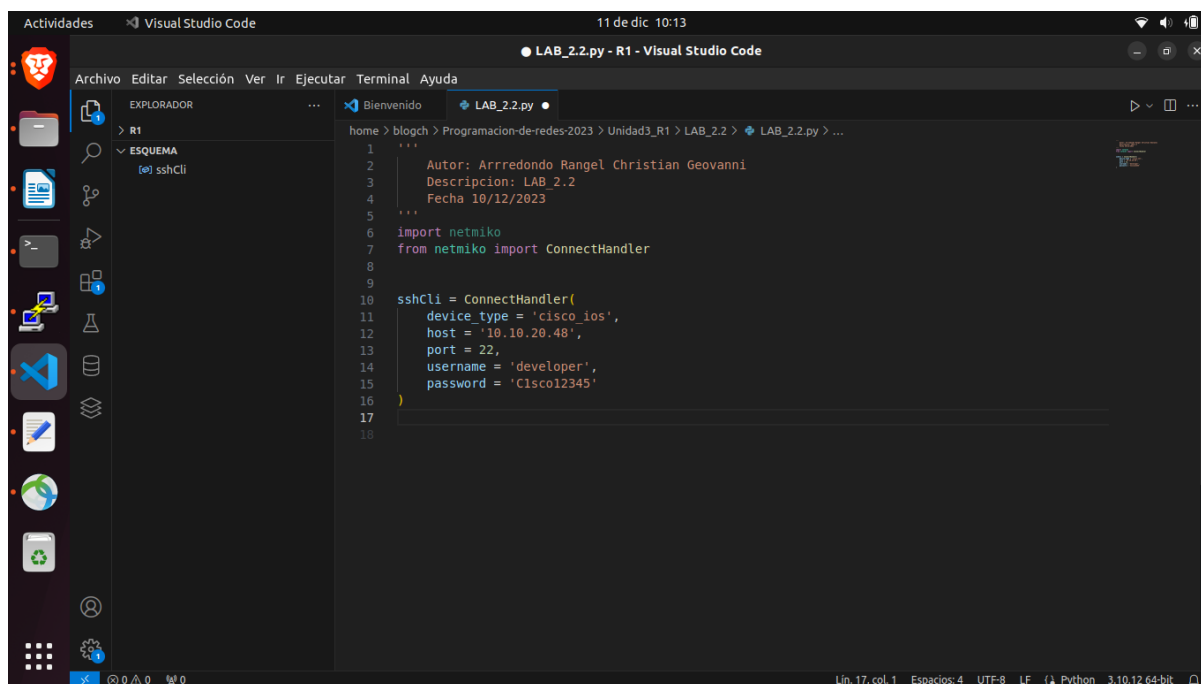 Actividades
Visual Studio Code
11 de dic 10:13
● LAB_2.2.py - R1 - Visual Studio Code
Archivo Editar Selección Ver Ir Ejecutar Terminal Ayuda
EXPLORADOR
Bienvenido
LAB_2.2.py ●
> R1
ESQUEMA
sshCli
home > blogch > Programacion-de-redes-2023 > Unidad3_R1 > LAB_2.2 > LAB_2.2.py > ...
1 '''
2 Autor: Arrredondo Rangel Christian Geovanni
3 Descripcion: LAB_2.2
4 Fecha 10/12/2023
5 '''
6 import netmiko
7 from netmiko import ConnectHandler
8
9
10 sshCli = ConnectHandler(
11 device_type = 'cisco_ios',
12 host = '10.10.20.48',
13 port = 22,
14 username = 'developer',
15 password = 'C1sco12345'
16 )
17
18
1
1
1
0 0 0
Lín. 17, col. 1 Espacios: 4 UTF-8 LF Python 3.10.12 64-bit